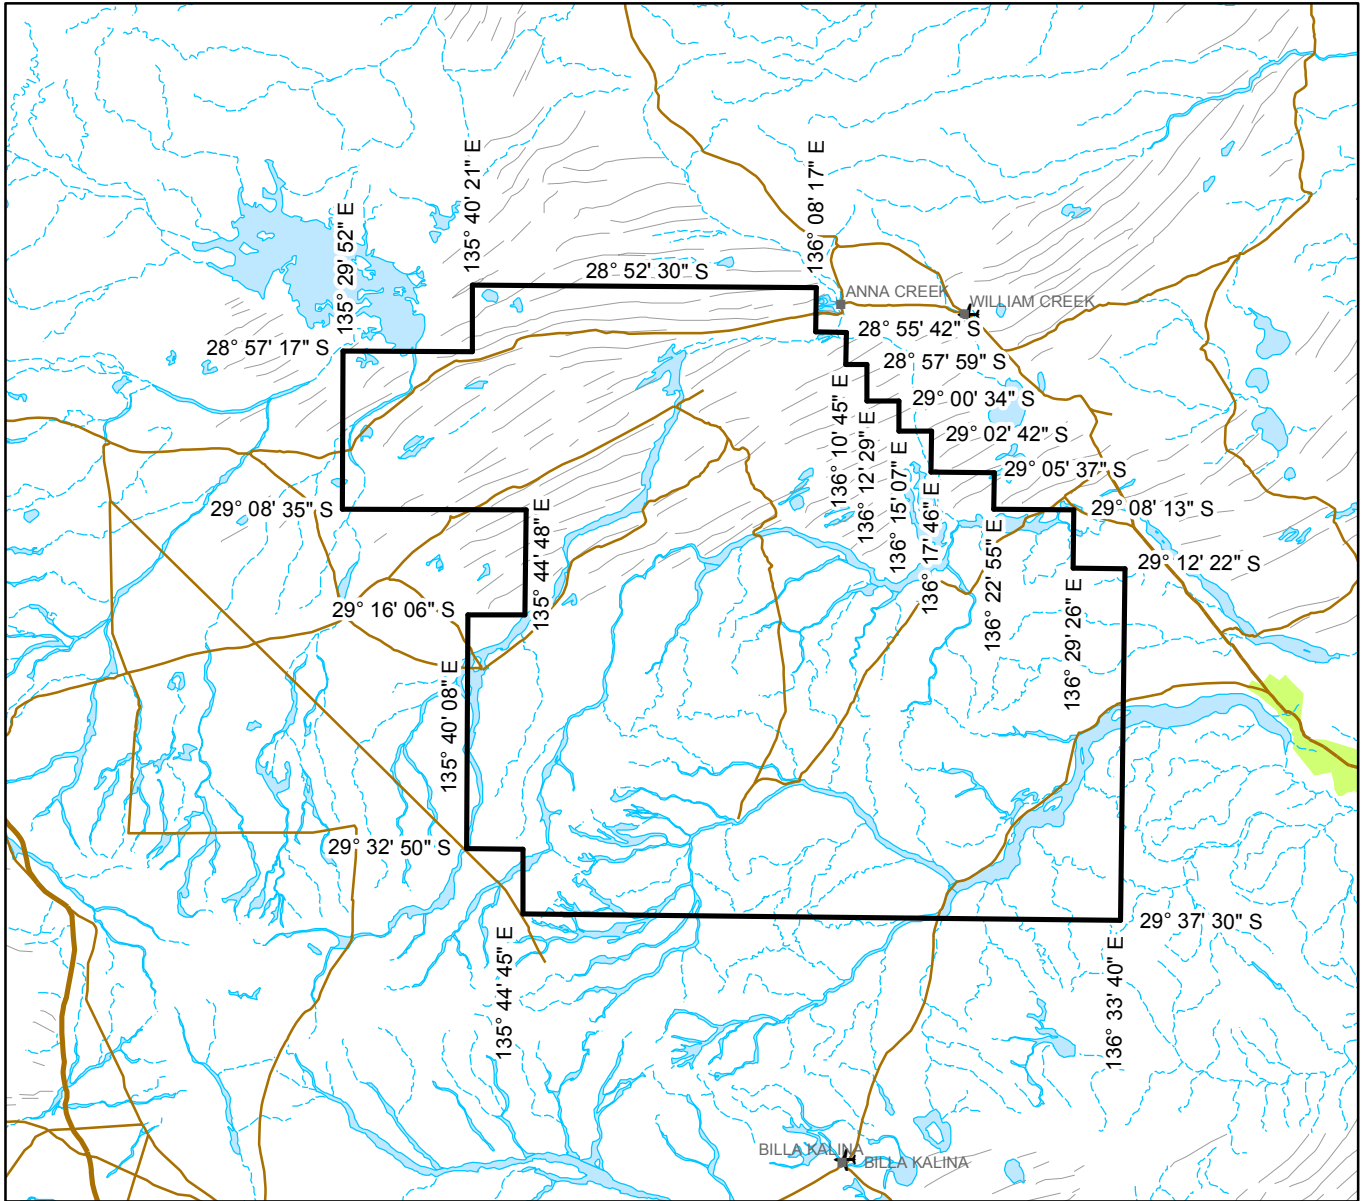 135° 40' 21" E
136° 08' 17" E
135° 29' 52" E
28° 52' 30" S
ANNA CREEK
WILLIAM CREEK
28° 55' 42" S
28° 57' 17" S
28° 57' 59" S
29° 00' 34" S
29° 02' 42" S
29° 05' 37" S
136° 10' 45" E
136° 12' 29" E
136° 15' 07" E
136° 17' 46" E
136° 22' 55" E
136° 29' 26" E
29° 08' 35" S
29° 08' 13" S
135° 44' 48" E
29° 12' 22" S
29° 16' 06" S
135° 40' 08" E
29° 32' 50" S
29° 37' 30" S
135° 44' 45" E
136° 33' 40" E
BILLA KALINA
BILLA KALINA